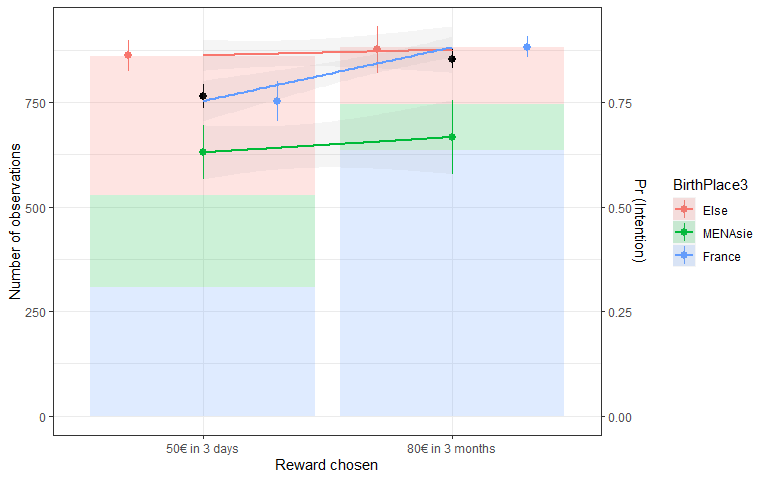 Number of observations
750
500
250
0
0.75
0.50
0.25
0.00
Pr (Intention)
50€ in 3 days
80€ in 3 months
Reward chosen
BirthPlace3
Else
MENAsie
France